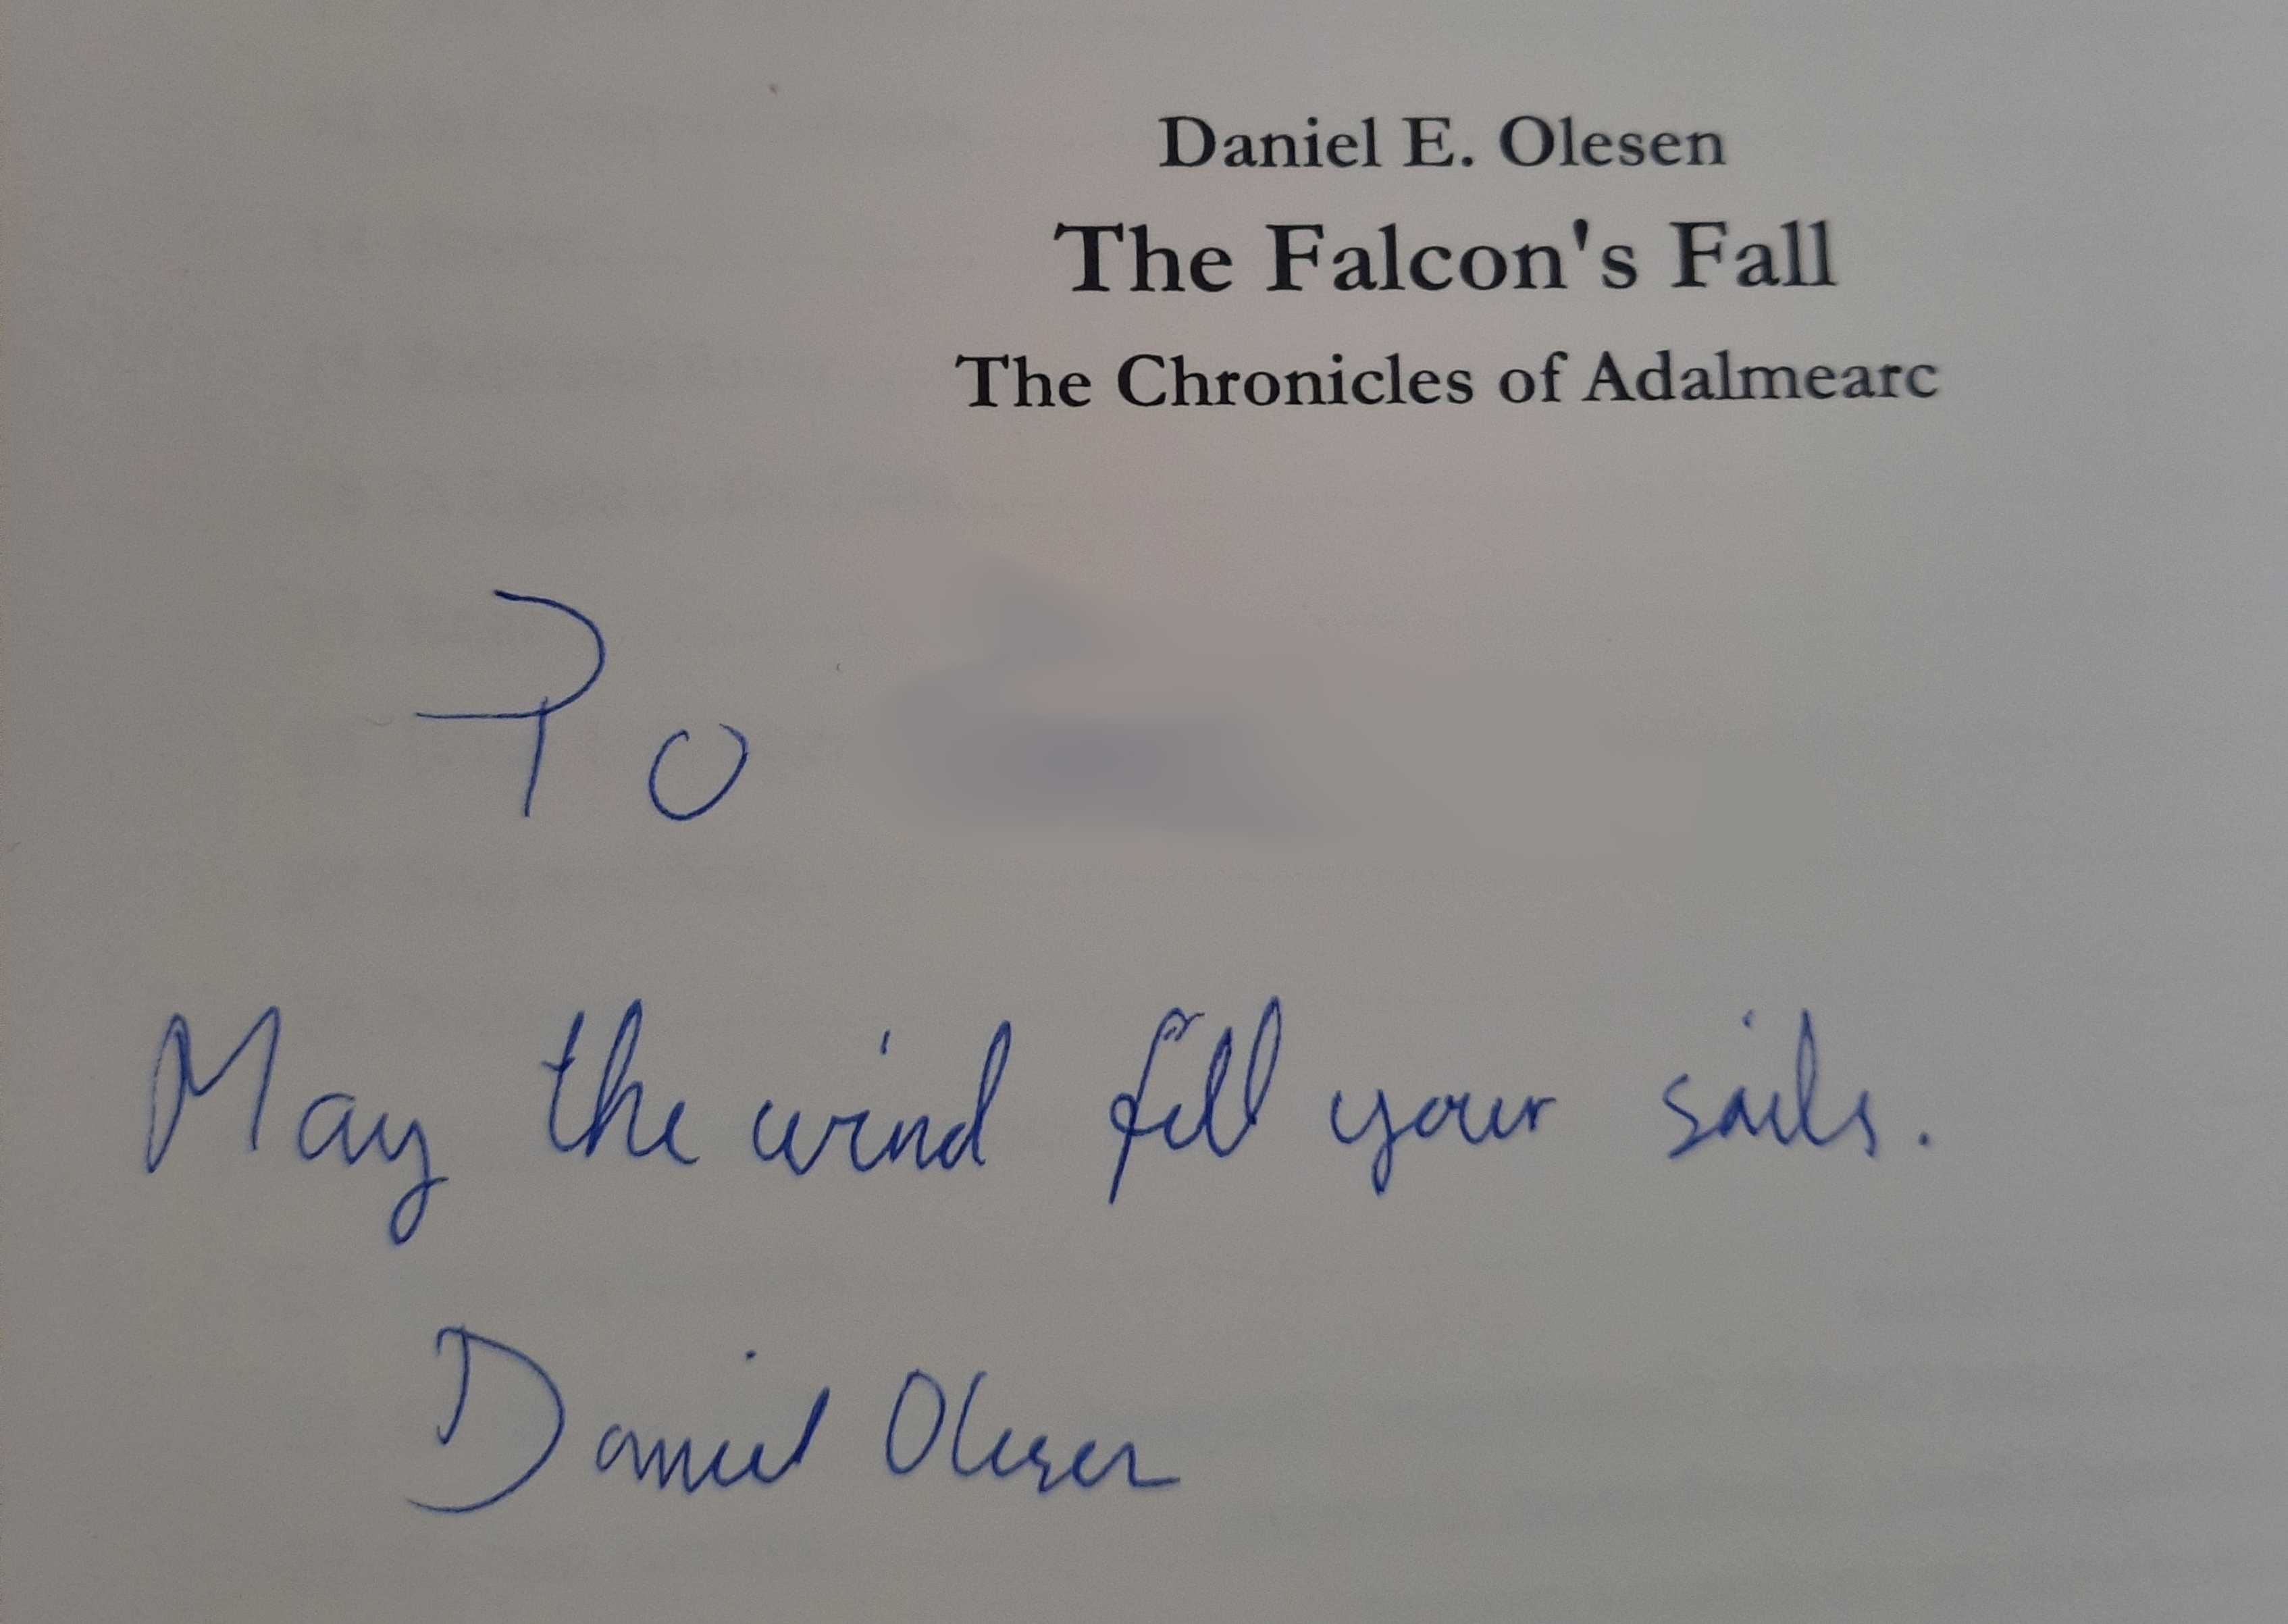 Daniel E. Olesen
The Falcon's Fall
The Chronicles of Adalmearc
To
May the wind fill your sails.
Daniel Olesen